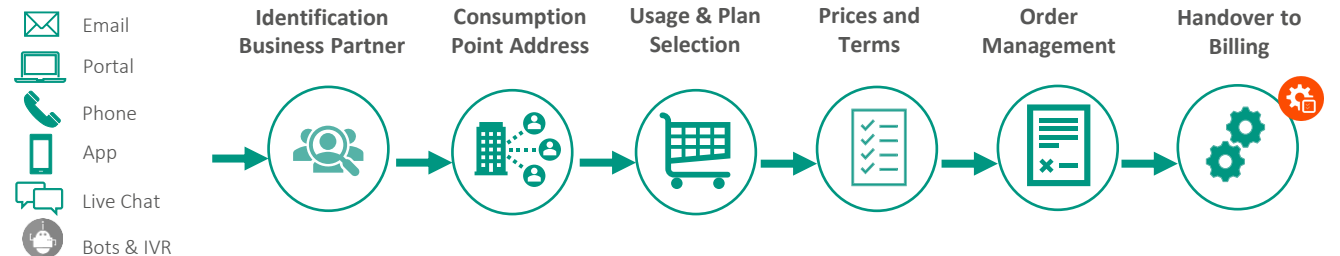 Email
Portal
Phone
App
Live Chat
Bots & IVR
Identification
Business Partner
Consumption
Point Address
Usage & Plan
Selection
Prices and
Terms
Order
Management
Handover to
Billing